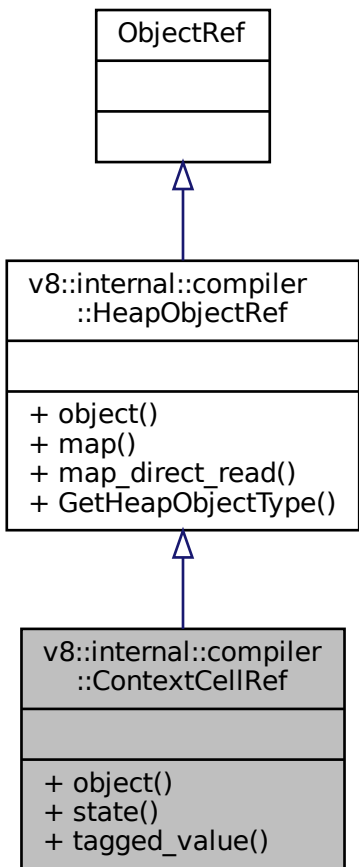 ObjectRef
v8::internal::compiler
::HeapObjectRef
+ object()
+ map()
+ map_direct_read()
+ GetHeapObjectType()
v8::internal::compiler
::ContextCellRef
+ object()
+ state()
+ tagged_value()